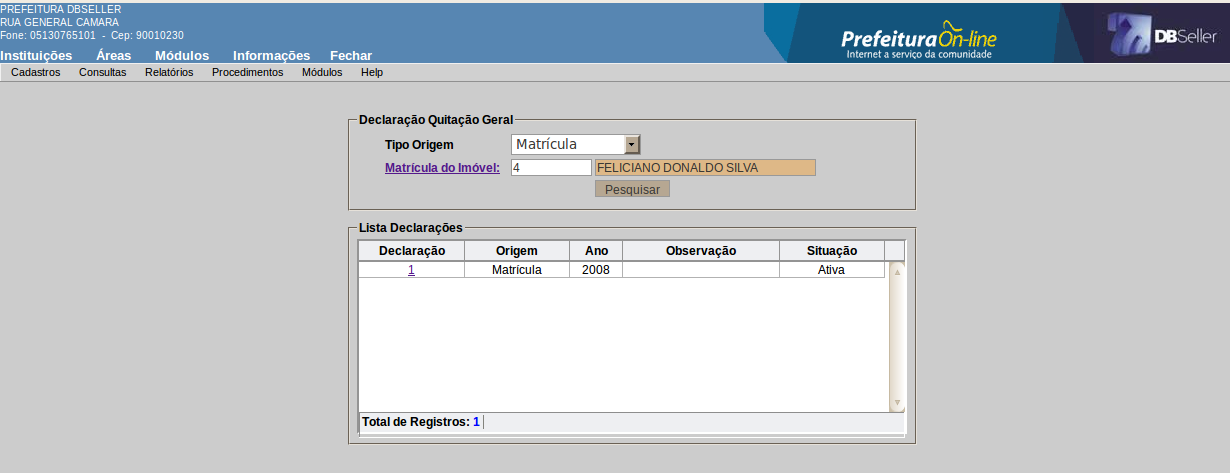 PREFEITURA DBSELLER
RUA GENERAL CAMARA
Fone: 05130765101 - Cep: 90010230
PrefeituraOn-line
Internet a serviço da comunidade
DBSeller
Instituições Áreas Módulos Informações Fechar
Cadastros Consultas Relatórios Procedimentos Módulos Help
Declaração Quitação Geral
Tipo Origem Matrícula
Matrícula do Imóvel: 4 FELICIANO DONALDO SILVA
Pesquisar
Lista Declarações
Declaração Origem Ano Observação Situação
1 Matrícula 2008 Ativa
Total de Registros: 1